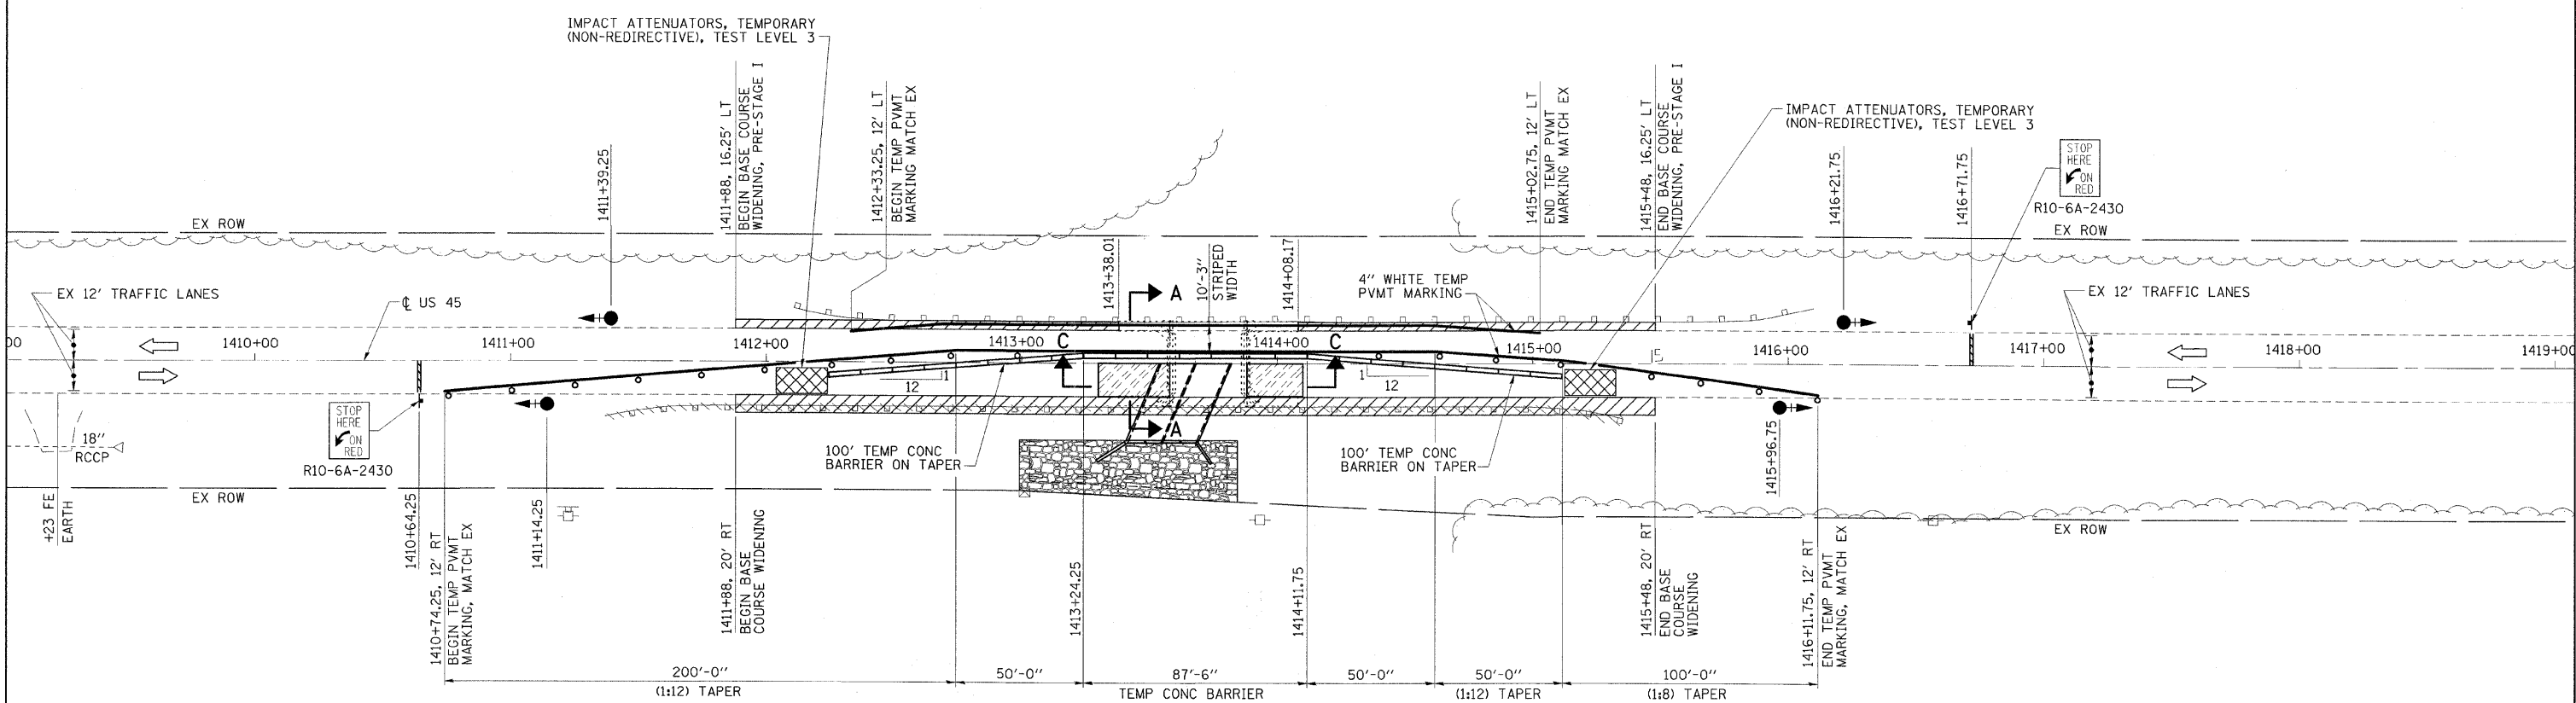 IMPACT ATTENUATORS, TEMPORARY
(NON-REDIRECTIVE), TEST LEVEL 3
1411+39.25
1411+88, 16.25' LT
BEGIN BASE COURSE
WIDENING, PRE-STAGE I
1412+33.25, 12' LT
BEGIN TEMP PVMT
MARKING MATCH EX
1413+38.01
10'-3"
STRIPED
WIDTH
1414+08.17
4" WHITE TEMP
PVMT MARKING
1415+02.75, 12' LT
END TEMP PVMT
MARKING MATCH EX
1415+48, 16.25' LT
END BASE COURSE
WIDENING, PRE-STAGE I
IMPACT ATTENUATORS, TEMPORARY
(NON-REDIRECTIVE), TEST LEVEL 3
1416+21.75
1416+71.75
STOP
HERE
ON
RED
R10-6A-2430
EX ROW
EX ROW
EX 12' TRAFFIC LANES
℄ US 45
A
EX 12' TRAFFIC LANES
00
1410+00
1411+00
1412+00
1413+00
C
1414+00
C
1415+00
15
1416+00
1417+00
1418+00
1419+00
12
1
1
12
STOP
HERE
ON
RED
R10-6A-2430
18"
RCCP
100' TEMP CONC
BARRIER ON TAPER
A
100' TEMP CONC
BARRIER ON TAPER
1415+96.75
EX ROW
EX ROW
+23 FE
EARTH
1410+64.25
1410+74.25, 12' RT
BEGIN TEMP PVMT
MARKING, MATCH EX
1411+14.25
1411+88, 20' RT
BEGIN BASE
COURSE WIDENING
1413+24.25
1414+11.75
1415+48, 20' RT
END BASE
COURSE
WIDENING
1416+11.75, 12' RT
END TEMP PVMT
MARKING, MATCH EX
200'-0"
(1:12) TAPER
50'-0"
87'-6"
TEMP CONC BARRIER
50'-0"
50'-0"
(1:12) TAPER
100'-0"
(1:8) TAPER